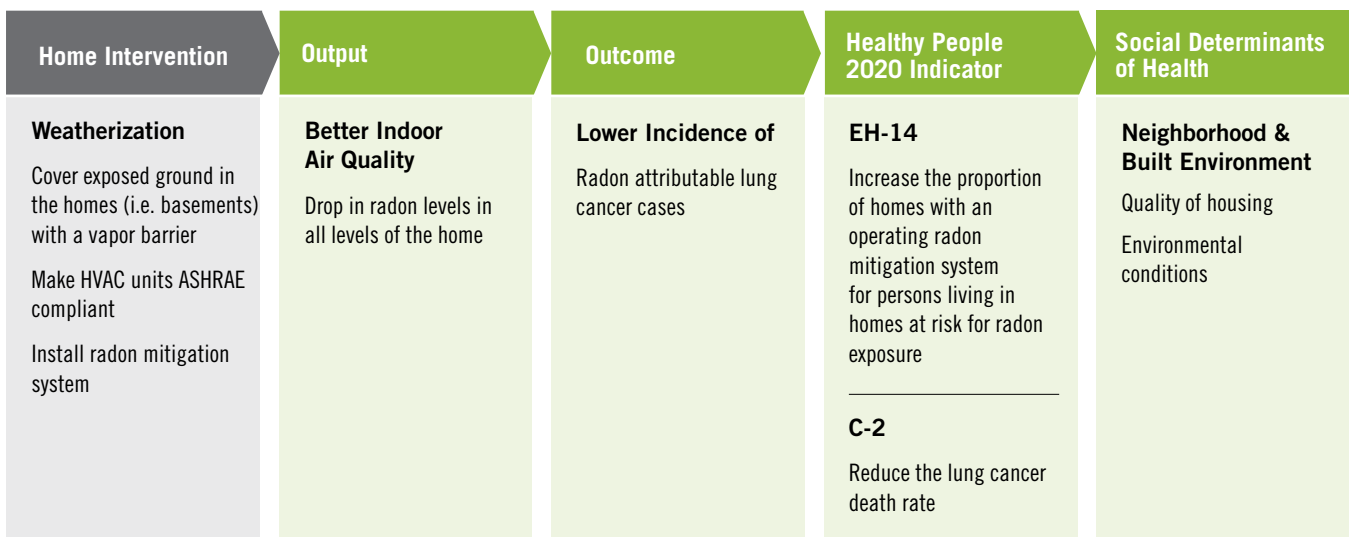 Home Intervention
Output
Outcome
Healthy People
2020 Indicator
Social Determinants
of Health
Weatherization
Cover exposed ground in
the homes (i.e. basements)
with a vapor barrier
Make HVAC units ASHRAE
compliant
Install radon mitigation
system
Better Indoor
Air Quality
Drop in radon levels in
all levels of the home
Lower Incidence of
Radon attributable lung
cancer cases
EH-14
Increase the proportion
of homes with an
operating radon
mitigation system
for persons living in
homes at risk for radon
exposure
C-2
Reduce the lung cancer
death rate
Neighborhood &
Built Environment
Quality of housing
Environmental
conditions